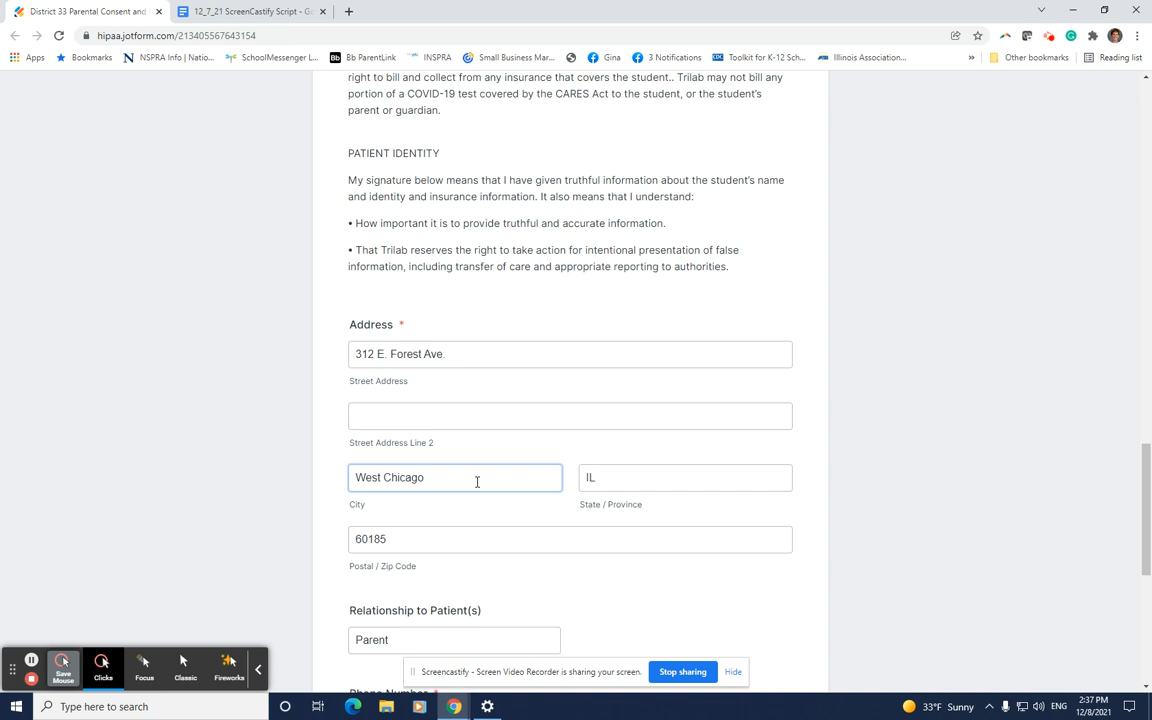 District 33 Parental Consent and
12_7_21 ScreenCastify Script - G
hipaa.jotform.com/213405567643154
Apps
Bookmarks
NSPRA Info | Natio...
SchoolMessenger L...
Bb ParentLink
INSPRA
Small Business Mar...
Gina
3 Notifications
Toolkit for K-12 Sch...
Illinois Association...
»
Other bookmarks
Reading list
right to bill and collect from any insurance that covers the student.. Trilab may not bill any
portion of a COVID-19 test covered by the CARES Act to the student, or the student's
parent or guardian.
PATIENT IDENTITY
My signature below means that I have given truthful information about the student's name
and identity and insurance information. It also means that I understand:
• How important it is to provide truthful and accurate information.
• That Trilab reserves the right to take action for intentional presentation of false
information, including transfer of care and appropriate reporting to authorities.
Address *
312 E. Forest Ave.
Street Address
Street Address Line 2
West Chicago
IL
City
State / Province
60185
Postal / Zip Code
Relationship to Patient(s)
Parent
Save
Mouse
Clicks
Focus
Classic
Fireworks
Screencastify - Screen Video Recorder is sharing your screen.
Stop sharing
Hide
Phone Number *
Type here to search
33°F Sunny
ENG
2:37 PM
12/8/2021